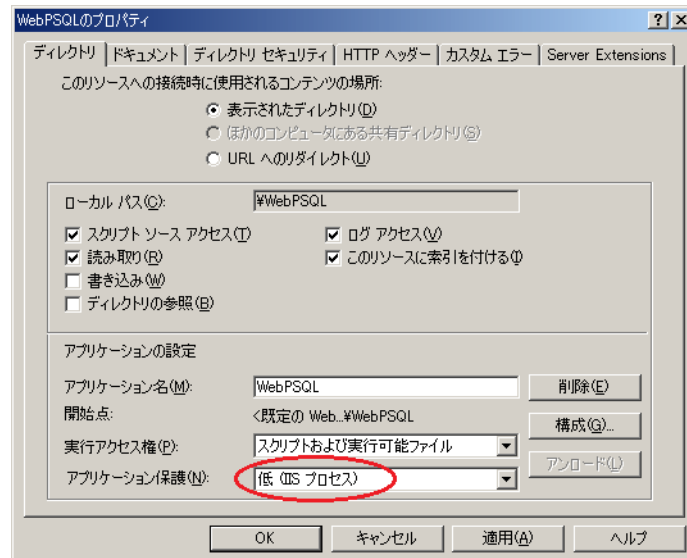 WebPSQLのプロパティ
ディレクトリ ドキュメント ディレクトリ セキュリティ HTTP ヘッダー カスタム エラー Server Extensions
このリソースへの接続時に使用されるコンテンツの場所:
表示されたディレクトリ(D)
ほかのコンピュータにある共有ディレクトリ(S)
URL へのリダイレクト(U)
ローカル パス(C): ¥WebPSQL
スクリプト ソース アクセス(T) ログ アクセス(V)
読み取り(R) このリソースに索引を付ける(I)
書き込み(W)
ディレクトリの参照(B)
アプリケーションの設定
アプリケーション名(M): WebPSQL 削除(E)
開始点: <既定の Web...¥WebPSQL
構成(G)...
実行アクセス権(P): スクリプトおよび実行可能ファイル
アンロード(L)
アプリケーション保護(N): 低 (IIS プロセス)
OK キャンセル 適用(A) ヘルプ